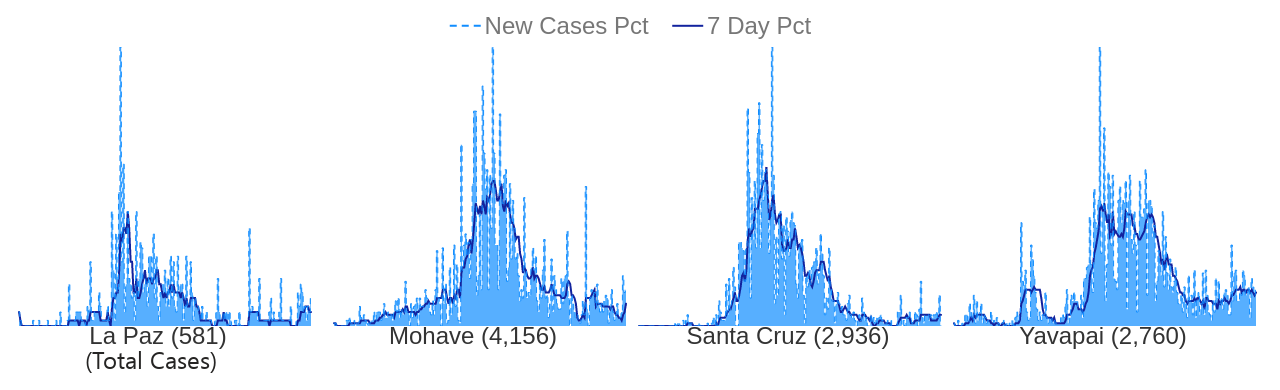 New Cases Pct 7 Day Pct
La Paz (581) Mohave (4,156) Santa Cruz (2,936) Yavapai (2,760)
(Total Cases)